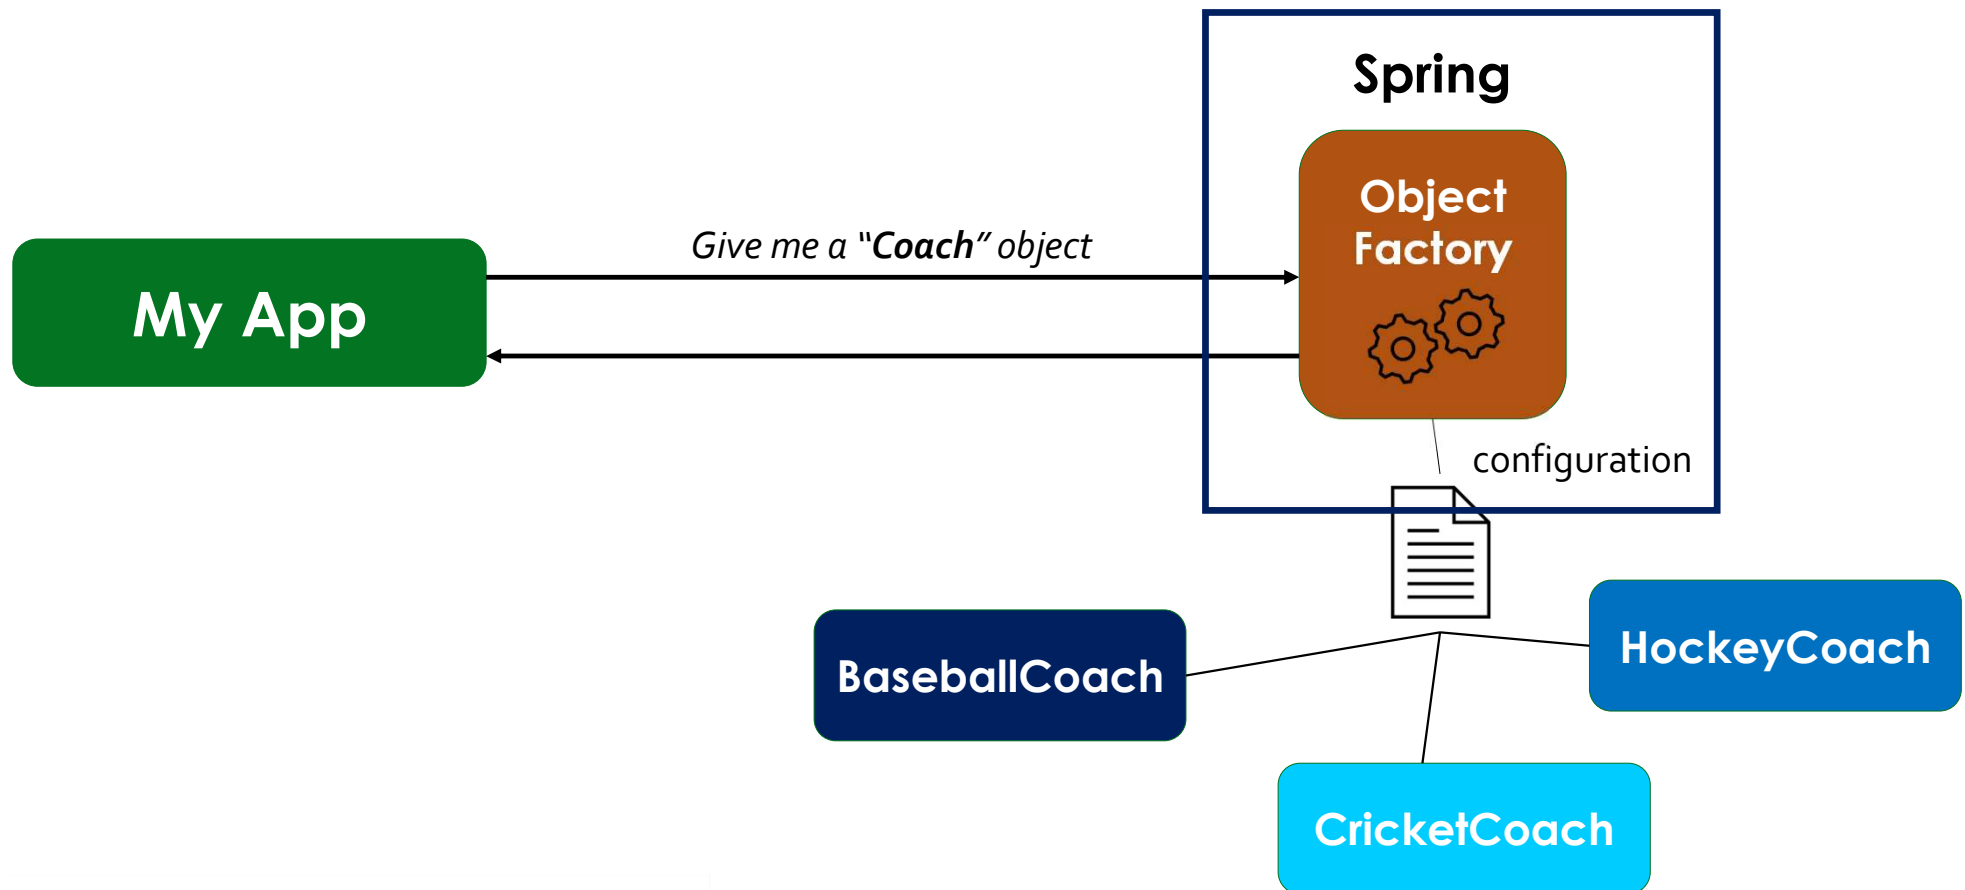 Spring
Object
Factory
Give me a “Coach” object
My App
configuration
HockeyCoach
BaseballCoach
CricketCoach